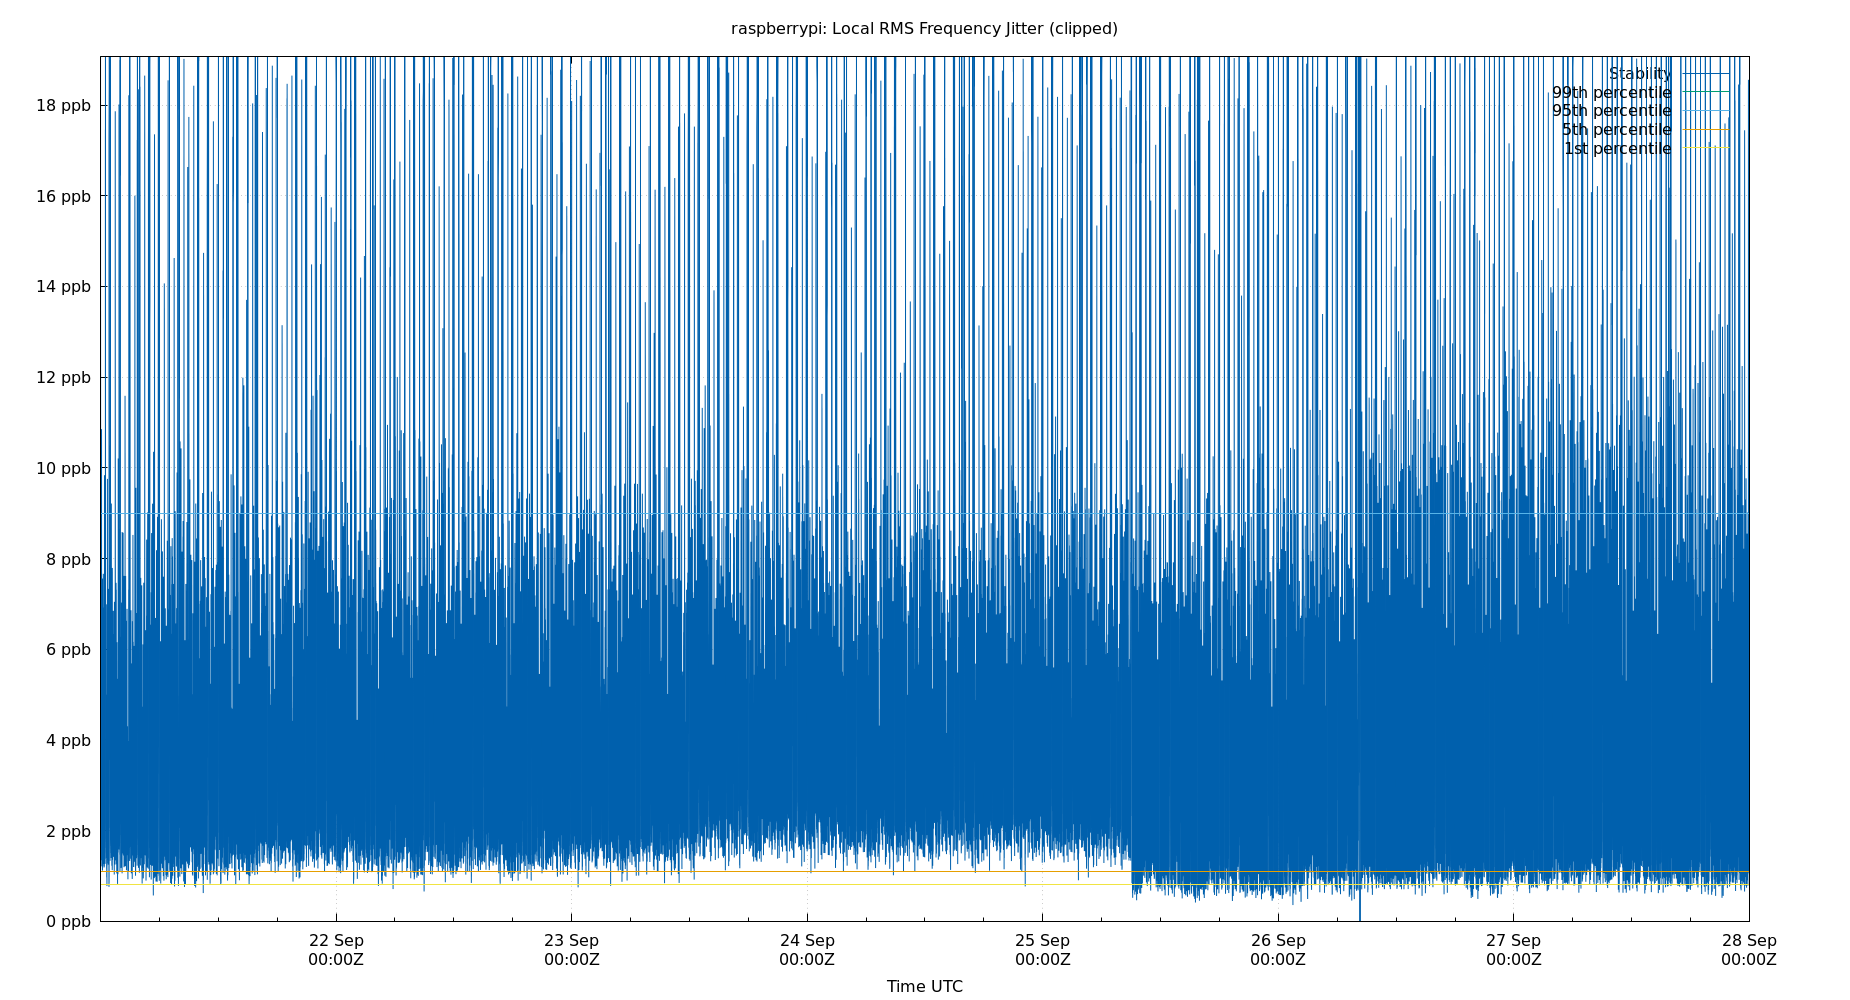 raspberrypi: Local RMS Frequency Jitter (clipped)
Stability
99th percentile
95th percentile
5th percentile
1st percentile
18 ppb
16 ppb
14 ppb
12 ppb
10 ppb
8 ppb
6 ppb
4 ppb
2 ppb
0 ppb
22 Sep 23 Sep 24 Sep 25 Sep 26 Sep 27 Sep 28 Sep
00:00Z 00:00Z 00:00Z 00:00Z 00:00Z 00:00Z 00:00Z
Time UTC